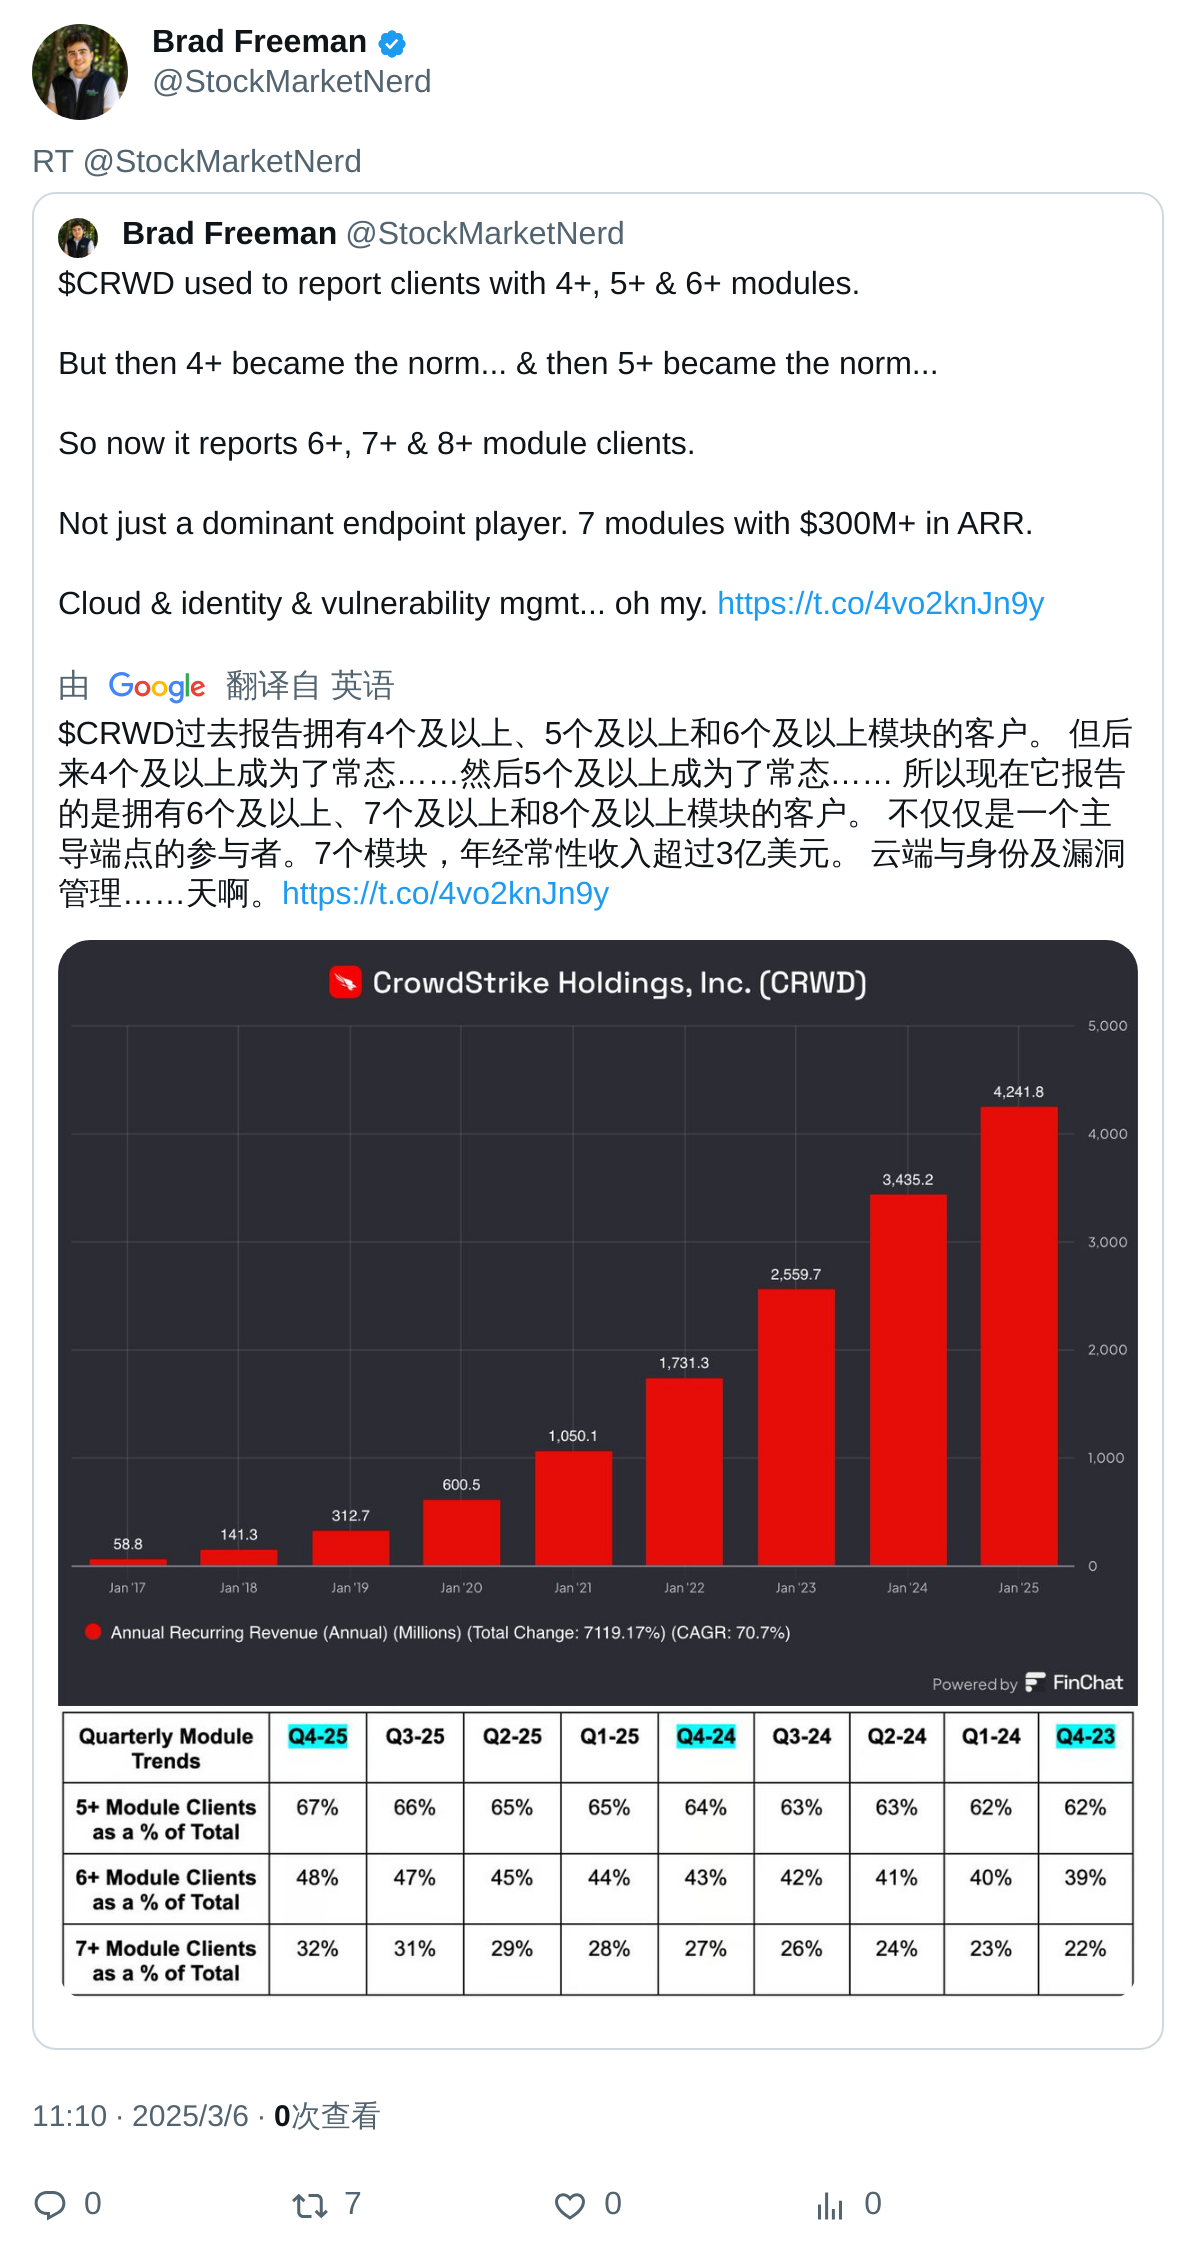 Brad Freeman
@StockMarketNerd
RT @StockMarketNerd
Brad Freeman @StockMarketNerd
$CRWD used to report clients with 4+, 5+ & 6+ modules.
But then 4+ became the norm... & then 5+ became the norm...
So now it reports 6+, 7+ & 8+ module clients.
Not just a dominant endpoint player. 7 modules with $300M+ in ARR.
Cloud & identity & vulnerability mgmt... oh my. https://t.co/4vo2knJn9y
由 Google 翻译自 英语
$CRWD过去报告拥有4个及以上、5个及以上和6个及以上模块的客户。 但后
来4个及以上成为了常态……然后5个及以上成为了常态…… 所以现在它报告
的是拥有6个及以上、7个及以上和8个及以上模块的客户。 不仅仅是一个主
导端点的参与者。7个模块，年经常性收入超过3亿美元。 云端与身份及漏洞
管理……天啊。https://t.co/4vo2knJn9y
CrowdStrike Holdings, Inc. (CRWD)
5,000
4,241.8
4,000
3,435.2
3,000
2,559.7
2,000
1,731.3
1,050.1
1,000
600.5
312.7
141.3
58.8
0
Jan '17 Jan '18 Jan '19 Jan '20 Jan '21 Jan '22 Jan '23 Jan '24 Jan '25
Annual Recurring Revenue (Annual) (Millions) (Total Change: 7119.17%) (CAGR: 70.7%)
Powered by FinChat
Quarterly Module Trends Q4-25 Q3-25 Q2-25 Q1-25 Q4-24 Q3-24 Q2-24 Q1-24 Q4-23
5+ Module Clients as a % of Total 67% 66% 65% 65% 64% 63% 63% 62% 62%
6+ Module Clients as a % of Total 48% 47% 45% 44% 43% 42% 41% 40% 39%
7+ Module Clients as a % of Total 32% 31% 29% 28% 27% 26% 24% 23% 22%
11:10 · 2025/3/6 · 0次查看
0 7 0 0